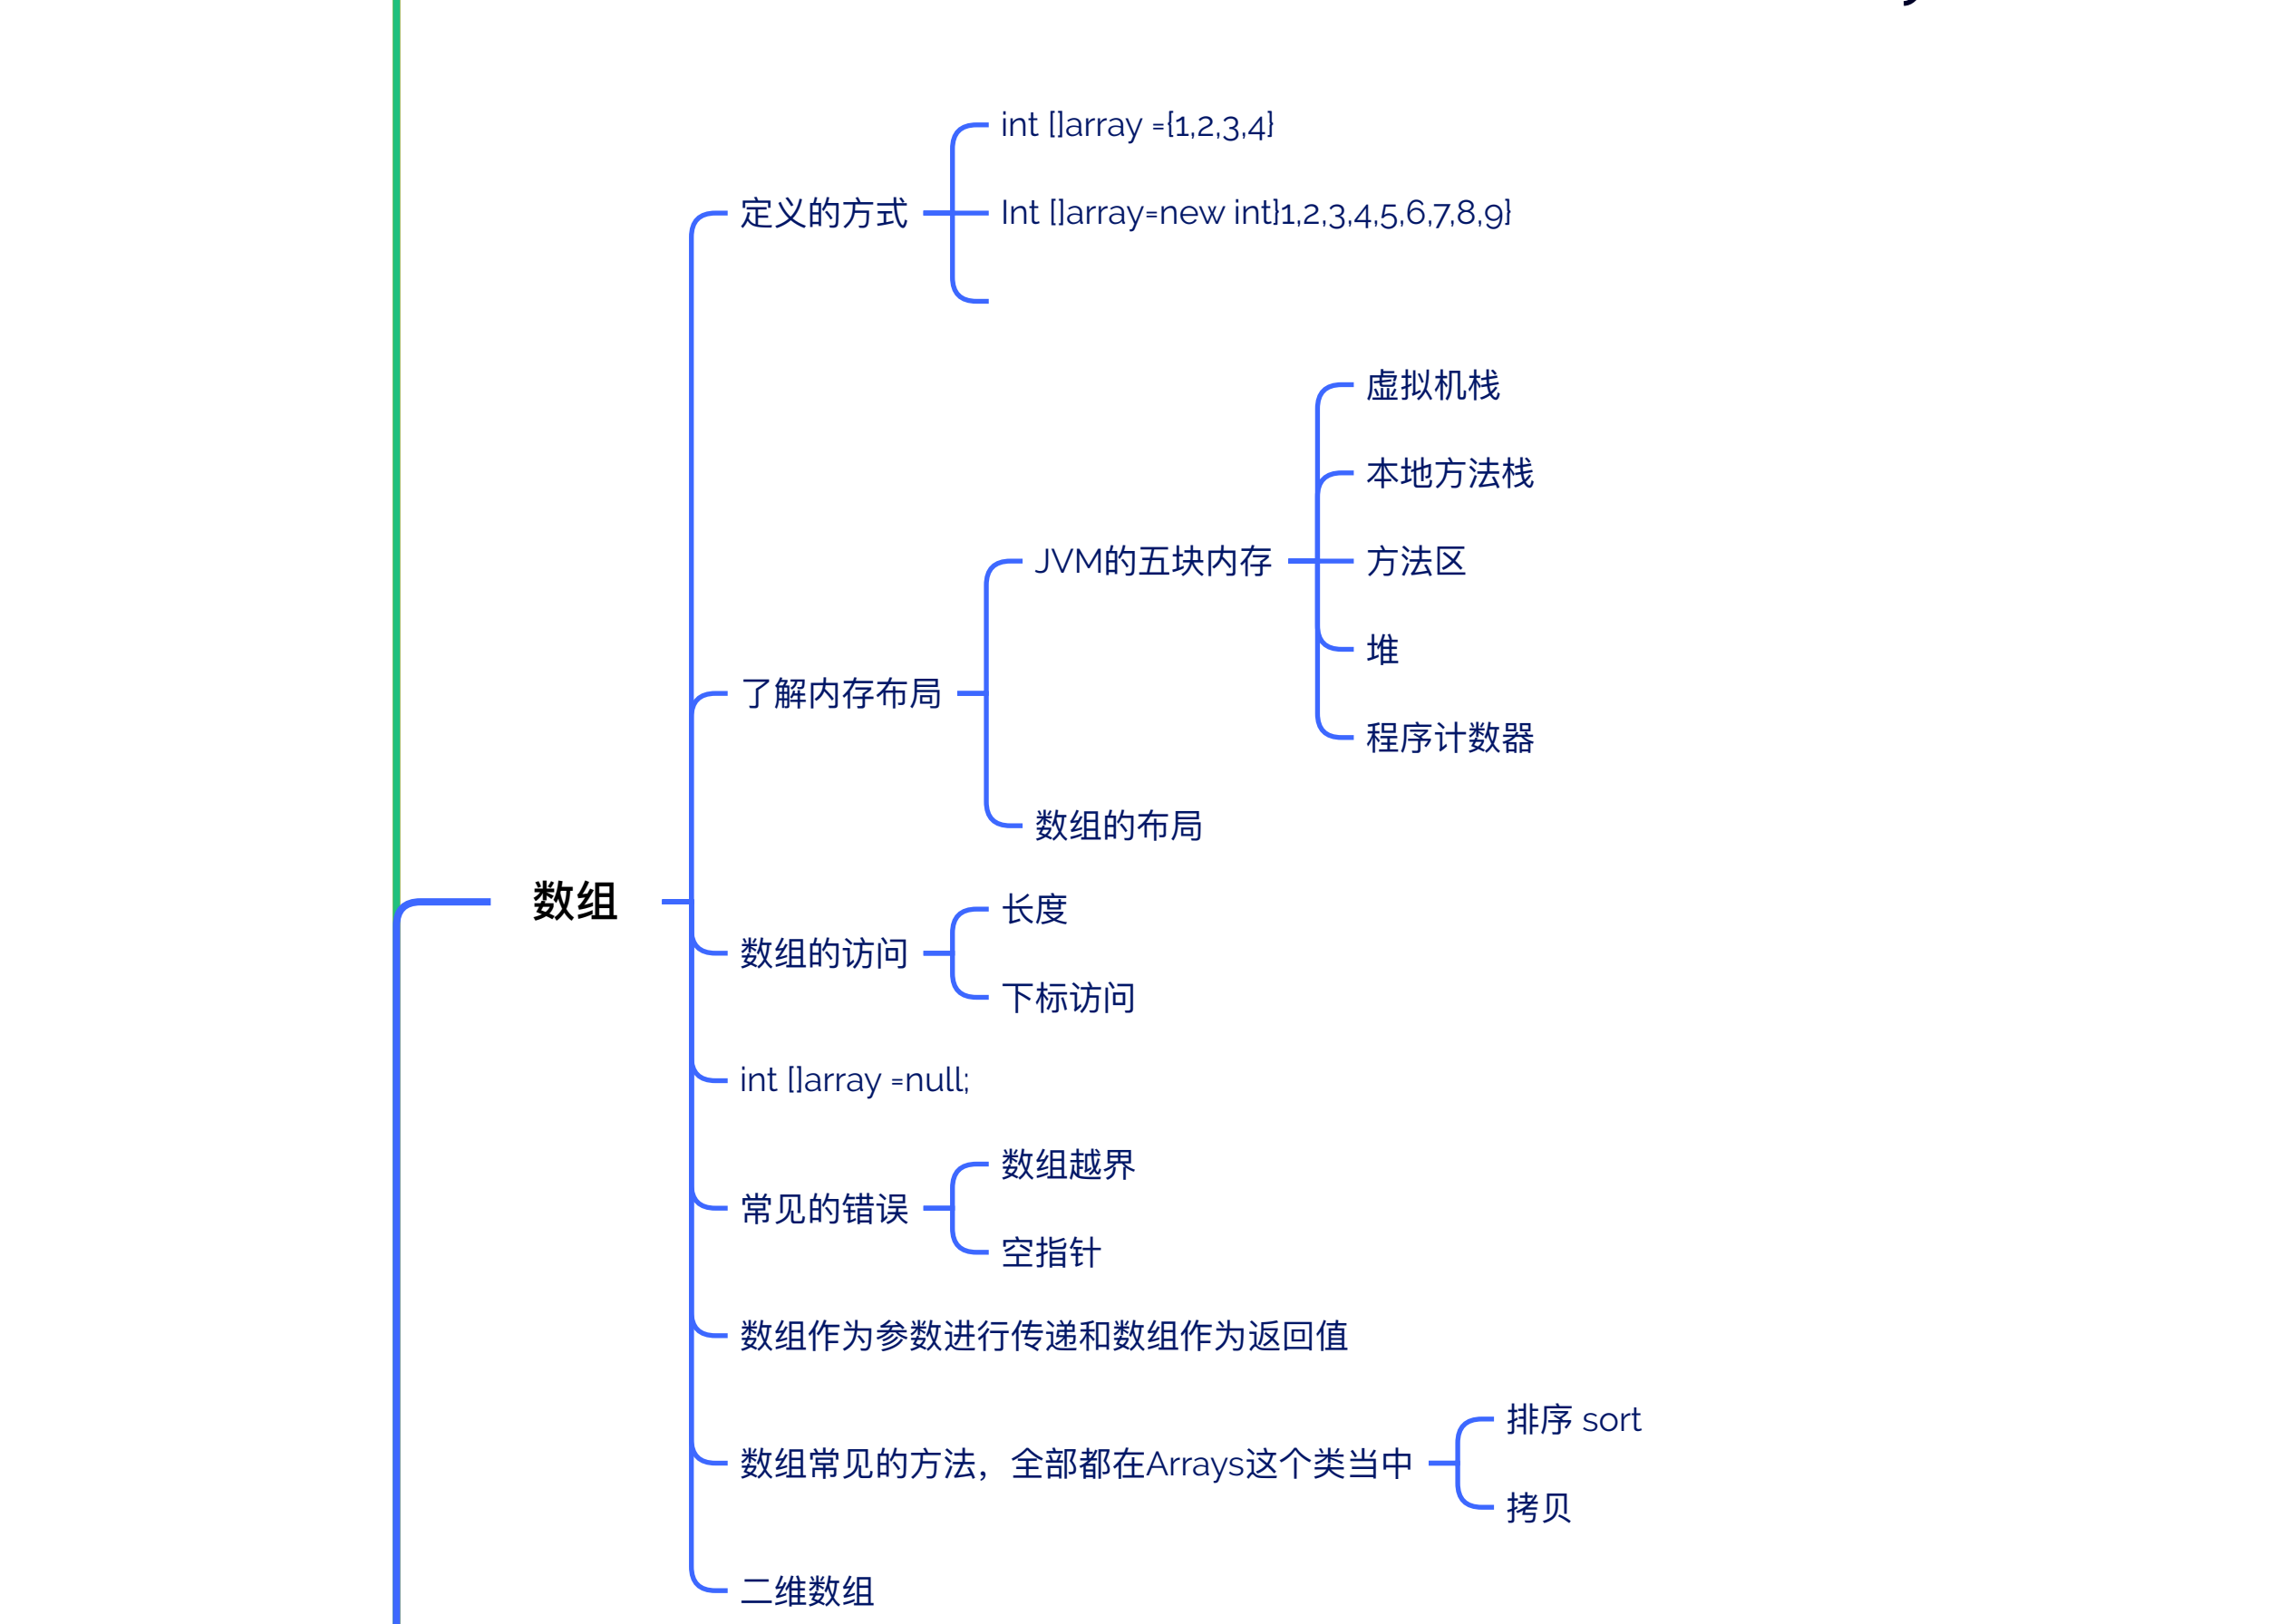 int []array ={1,2,3,4}
定义的方式
Int []array=new int}1,2,3,4,5,6,7,8,9}
虚拟机栈
本地方法栈
JVM的五块内存
方法区
堆
了解内存布局
程序计数器
数组的布局
数组
长度
数组的访问
下标访问
int []array =null;
数组越界
常见的错误
空指针
数组作为参数进行传递和数组作为返回值
排序 sort
数组常见的方法，全部都在Arrays这个类当中
拷贝
二维数组